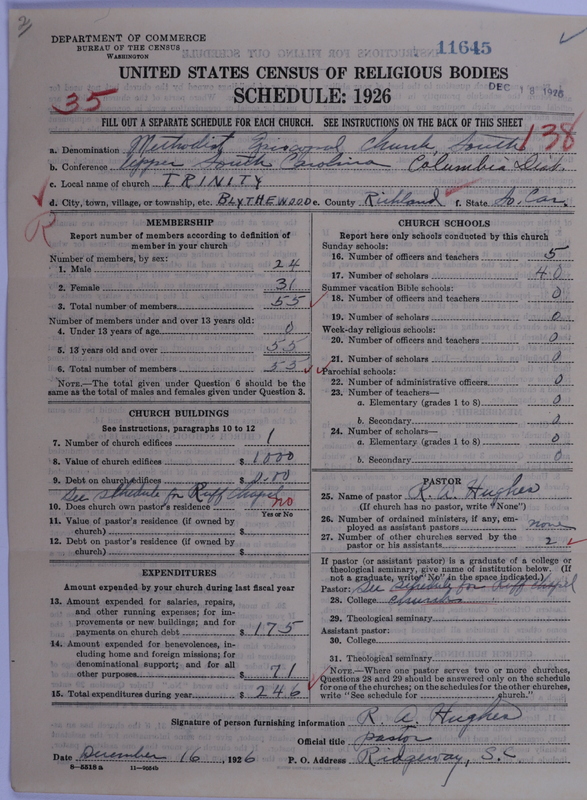 2
DEPARTMENT OF COMMERCE
BUREAU OF THE CENSUS
WASHINGTON
11645
UNITED STATES CENSUS OF RELIGIOUS BODIES
DEC 18 1926
35
SCHEDULE: 1926
FILL OUT A SEPARATE SCHEDULE FOR EACH CHURCH. SEE INSTRUCTIONS ON THE BACK OF THIS SHEET
138
a. Denomination Methodist Episcopal Church, South
b. Conference Upper South Carolina Columbia Dist.
c. Local name of church TRINITY
d. City, town, village, or township, etc. BLYTHEWOOD e. County Richland f. State So. Car.
R
MEMBERSHIP
Report number of members according to definition of member in your church
Number of members, by sex:
1. Male 24
2. Female 31
3. Total number of members 55
Number of members under and over 13 years old:
4. Under 13 years of age 0
5. 13 years old and over 55
6. Total number of members 55
NOTE.—The total given under Question 6 should be the same as the total of males and females given under Question 3.
CHURCH BUILDINGS
See instructions, paragraphs 10 to 12
7. Number of church edifices 1
8. Value of church edifices $ 1000
9. Debt on church edifices $ 0.00
See schedule for Ruff Chapel
10. Does church own pastor's residence no
Yes or No
11. Value of pastor's residence (if owned by church) $
12. Debt on pastor's residence (if owned by church) $
EXPENDITURES
Amount expended by your church during last fiscal year
13. Amount expended for salaries, repairs, and other running expenses; for improvements or new buildings; and for payments on church debt $ 175
14. Amount expended for benevolences, including home and foreign missions; for denominational support; and for all other purposes $ 71
15. Total expenditures during year $ 246
CHURCH SCHOOLS
Report here only schools conducted by this church
Sunday schools:
16. Number of officers and teachers 5
17. Number of scholars 40
Summer vacation Bible schools:
18. Number of officers and teachers 0
19. Number of scholars 0
Week-day religious schools:
20. Number of officers and teachers 0
21. Number of scholars 0
Parochial schools:
22. Number of administrative officers 0
23. Number of teachers—
a. Elementary (grades 1 to 8) 0
b. Secondary 0
24. Number of scholars—
a. Elementary (grades 1 to 8) 0
b. Secondary 0
PASTOR
25. Name of pastor R. A. Hughes
(If church has no pastor, write "None")
26. Number of ordained ministers, if any, employed as assistant pastors none
27. Number of other churches served by the pastor or his assistants 2
If pastor (or assistant pastor) is a graduate of a college or theological seminary, give name of institution below. (If not a graduate, write "No" in the space indicated.)
Pastor: See schedule for Ruff Chapel
28. College church
29. Theological seminary
Assistant pastor:
30. College
31. Theological seminary
NOTE.—Where one pastor serves two or more churches, Questions 28 and 29 should be answered only on the schedule for one of the churches; on the schedules for the other churches, write "See schedule for church."
Signature of person furnishing information R. A. Hughes
Official title pastor
Date December 16, 1926 P. O. Address Ridgeway, S.C.
8—5518 a 11—9054b